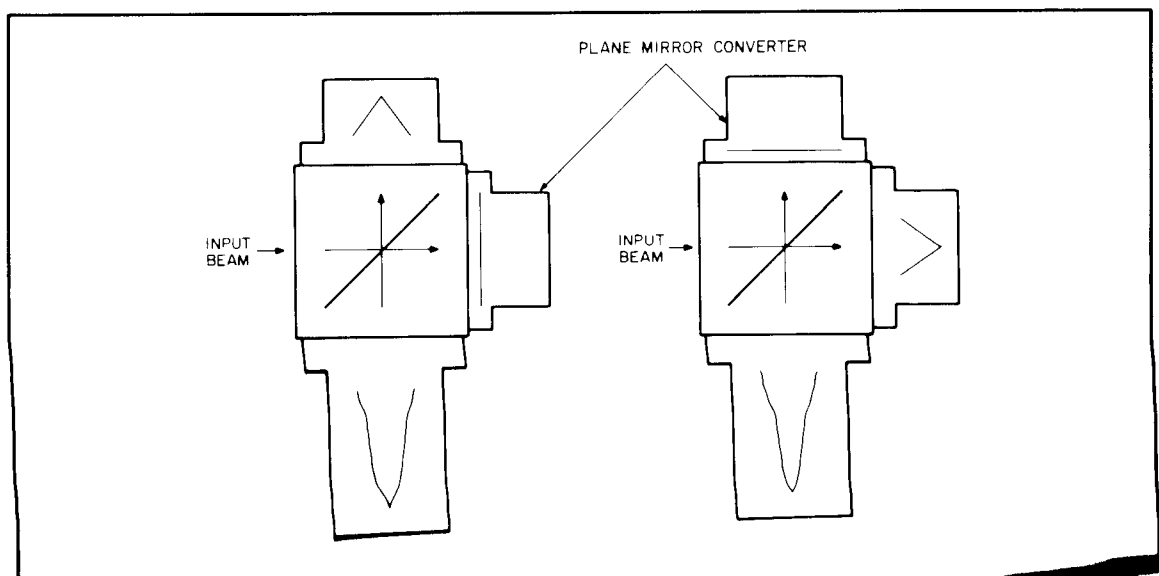 PLANE MIRROR CONVERTER
INPUT
BEAM
INPUT
BEAM